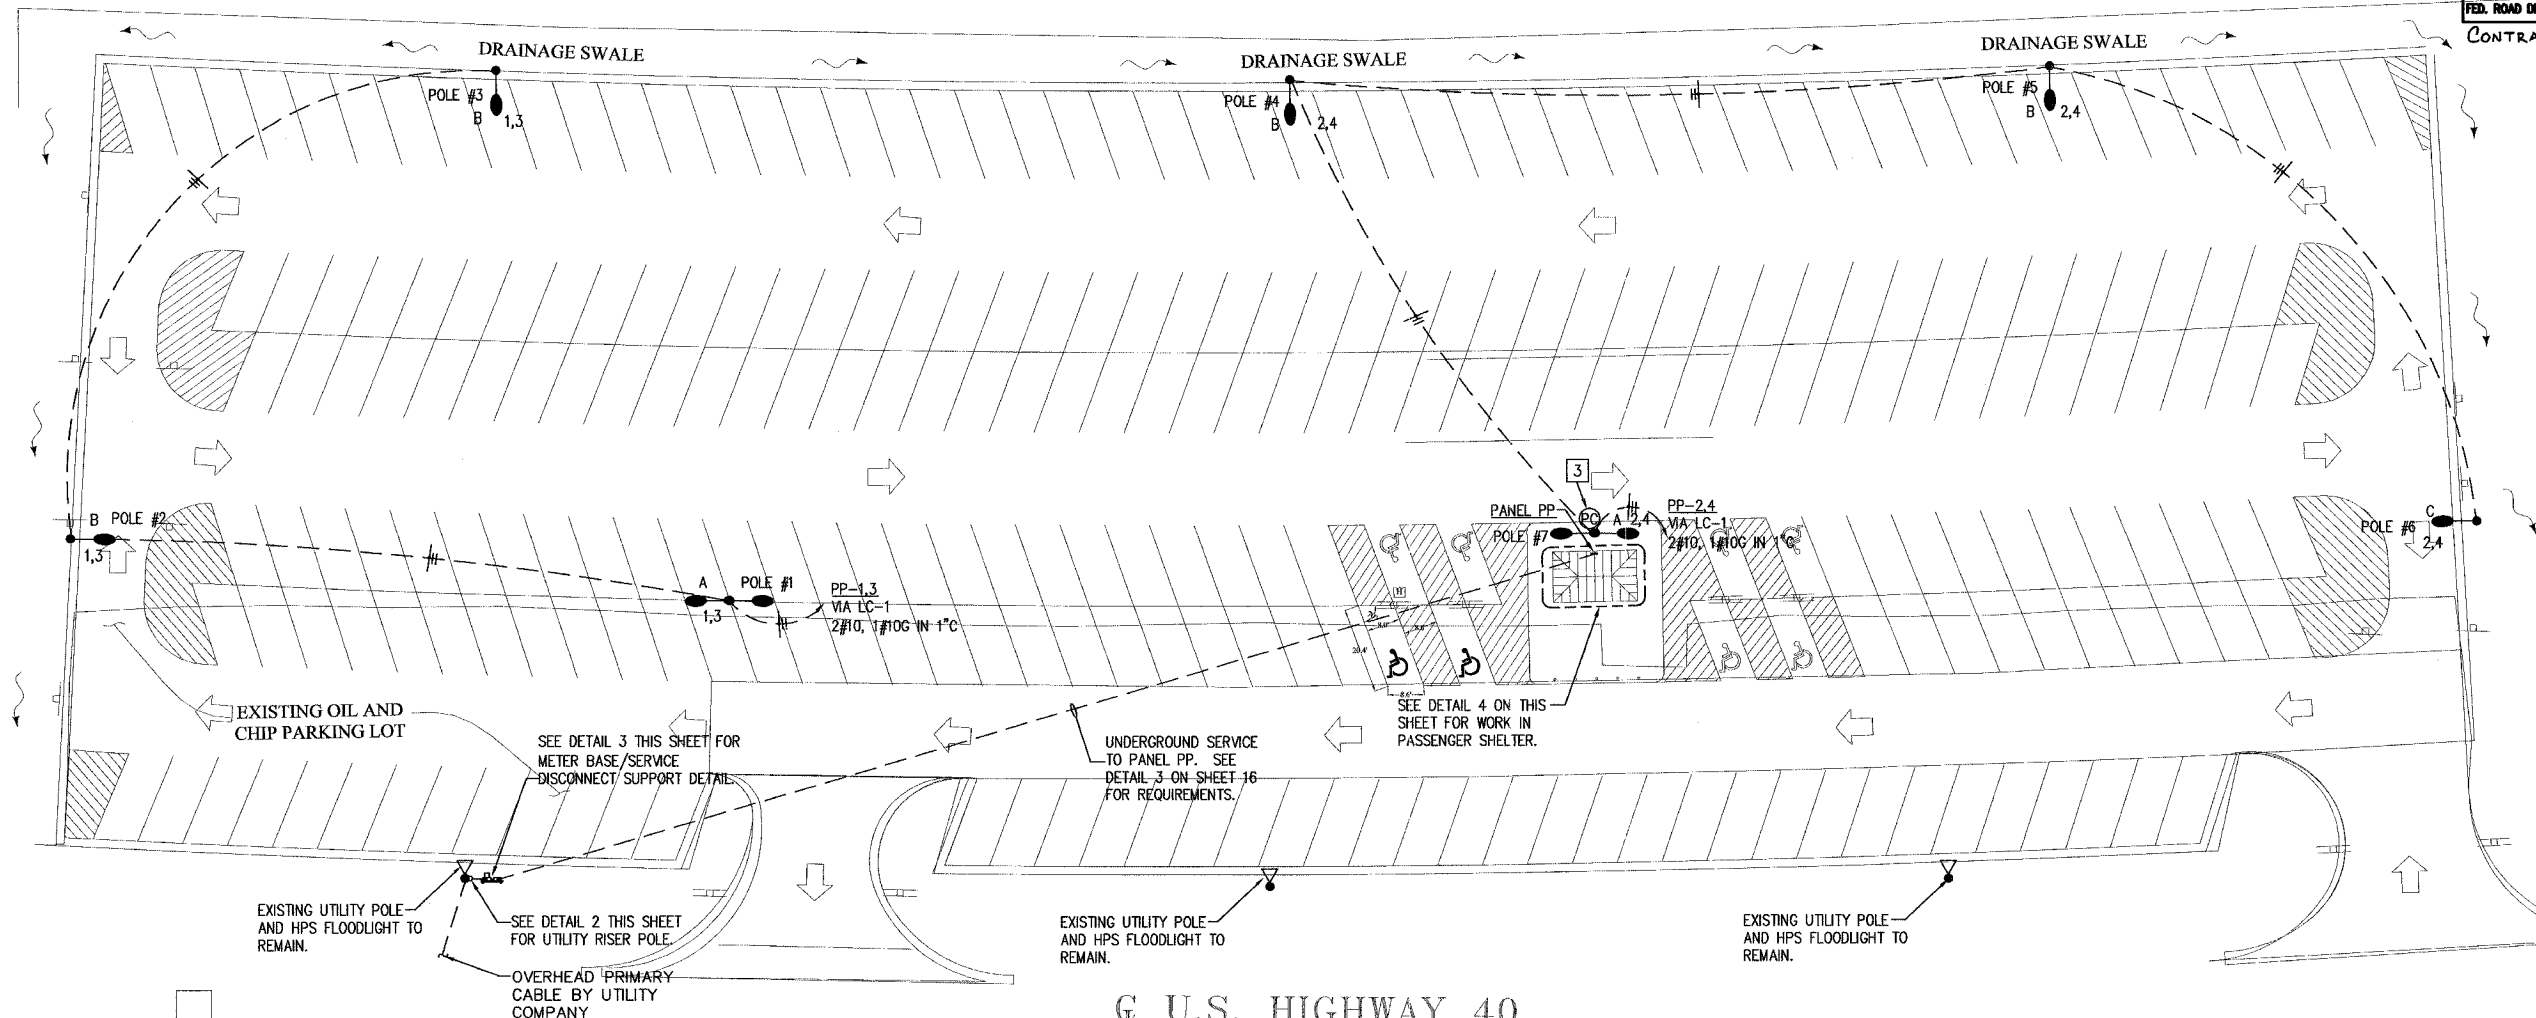 FED. ROAD
DRAINAGE SWALE
DRAINAGE SWALE
DRAINAGE SWALE
POLE #3
B
1,3
POLE #4
B
2,4
POLE #5
B
2,4
B POLE #2
1,3
A POLE #1
1,3
PP-1,3
VIA LC-1
2#10, 1#10G IN 1"C
3
PANEL PP
PC
A 2,4
POLE #7
PP-2,4
VIA LC-1
2#10, 1#10G IN 1"C
C
POLE #6
2,4
20.4'
8.6'
EXISTING OIL AND
CHIP PARKING LOT
SEE DETAIL 3 THIS SHEET FOR
METER BASE/SERVICE
DISCONNECT SUPPORT DETAIL.
UNDERGROUND SERVICE
TO PANEL PP. SEE
DETAIL 3 ON SHEET 16
FOR REQUIREMENTS.
SEE DETAIL 4 ON THIS
SHEET FOR WORK IN
PASSENGER SHELTER.
EXISTING UTILITY POLE
AND HPS FLOODLIGHT TO
REMAIN.
SEE DETAIL 2 THIS SHEET
FOR UTILITY RISER POLE.
OVERHEAD PRIMARY
CABLE BY UTILITY
COMPANY
EXISTING UTILITY POLE
AND HPS FLOODLIGHT TO
REMAIN.
EXISTING UTILITY POLE
AND HPS FLOODLIGHT TO
REMAIN.
℄ U.S. HIGHWAY 40